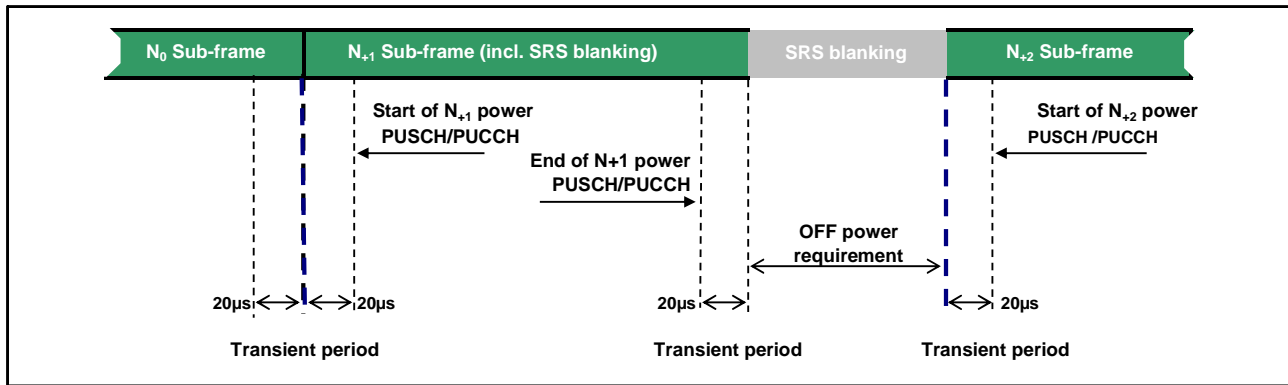 N0 Sub-frame
N+1 Sub-frame (incl. SRS blanking)
SRS blanking
N+2 Sub-frame
Start of N+1 power
PUSCH/PUCCH
End of N+1 power
PUSCH/PUCCH
Start of N+2 power
PUSCH /PUCCH
OFF power
requirement
20µs
20µs
20µs
20µs
Transient period
Transient period
Transient period